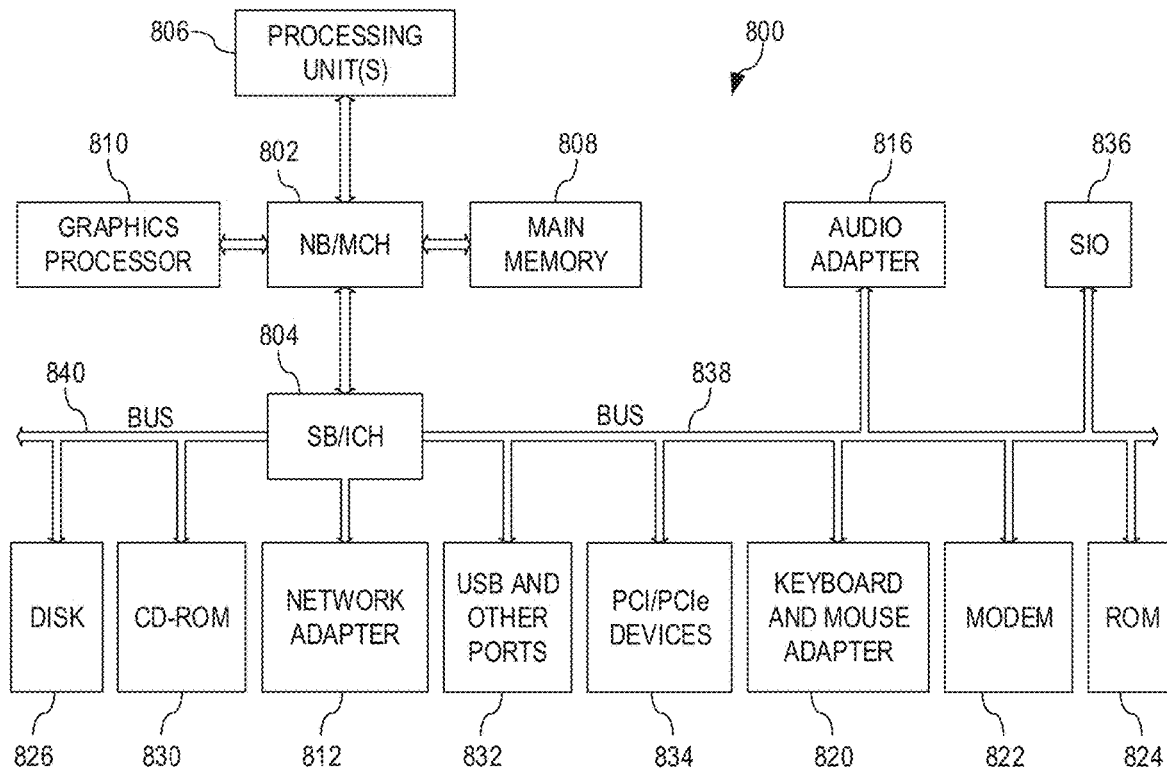 806
PROCESSING
UNIT(S)
800
810
802
808
816
836
GRAPHICS
PROCESSOR
NB/MCH
MAIN
MEMORY
AUDIO
ADAPTER
SIO
804
840
838
BUS
SB/ICH
BUS
DISK
CD-ROM
NETWORK
ADAPTER
USB AND
OTHER
PORTS
PCI/PCIe
DEVICES
KEYBOARD
AND MOUSE
ADAPTER
MODEM
ROM
826
830
812
832
834
820
822
824